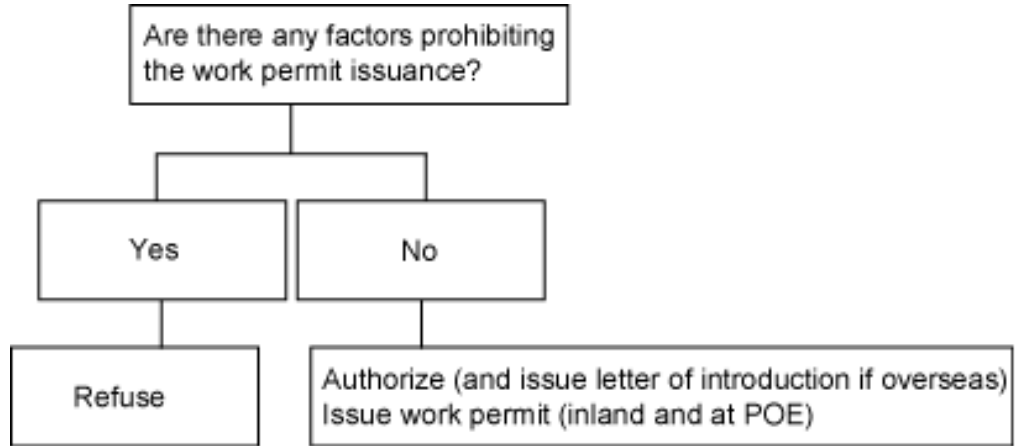 Are there any factors prohibiting
the work permit issuance?
Yes
No
Refuse
Authorize (and issue letter of introduction if overseas)
Issue work permit (inland and at POE)